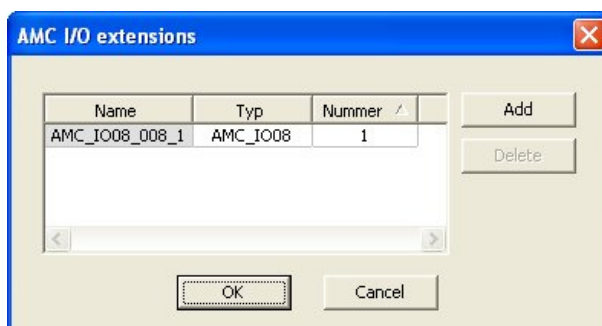 AMC I/O extensions
Name Typ Nummer
AMC_IO08_008_1 AMC_IO08 1
Add
Delete
OK Cancel